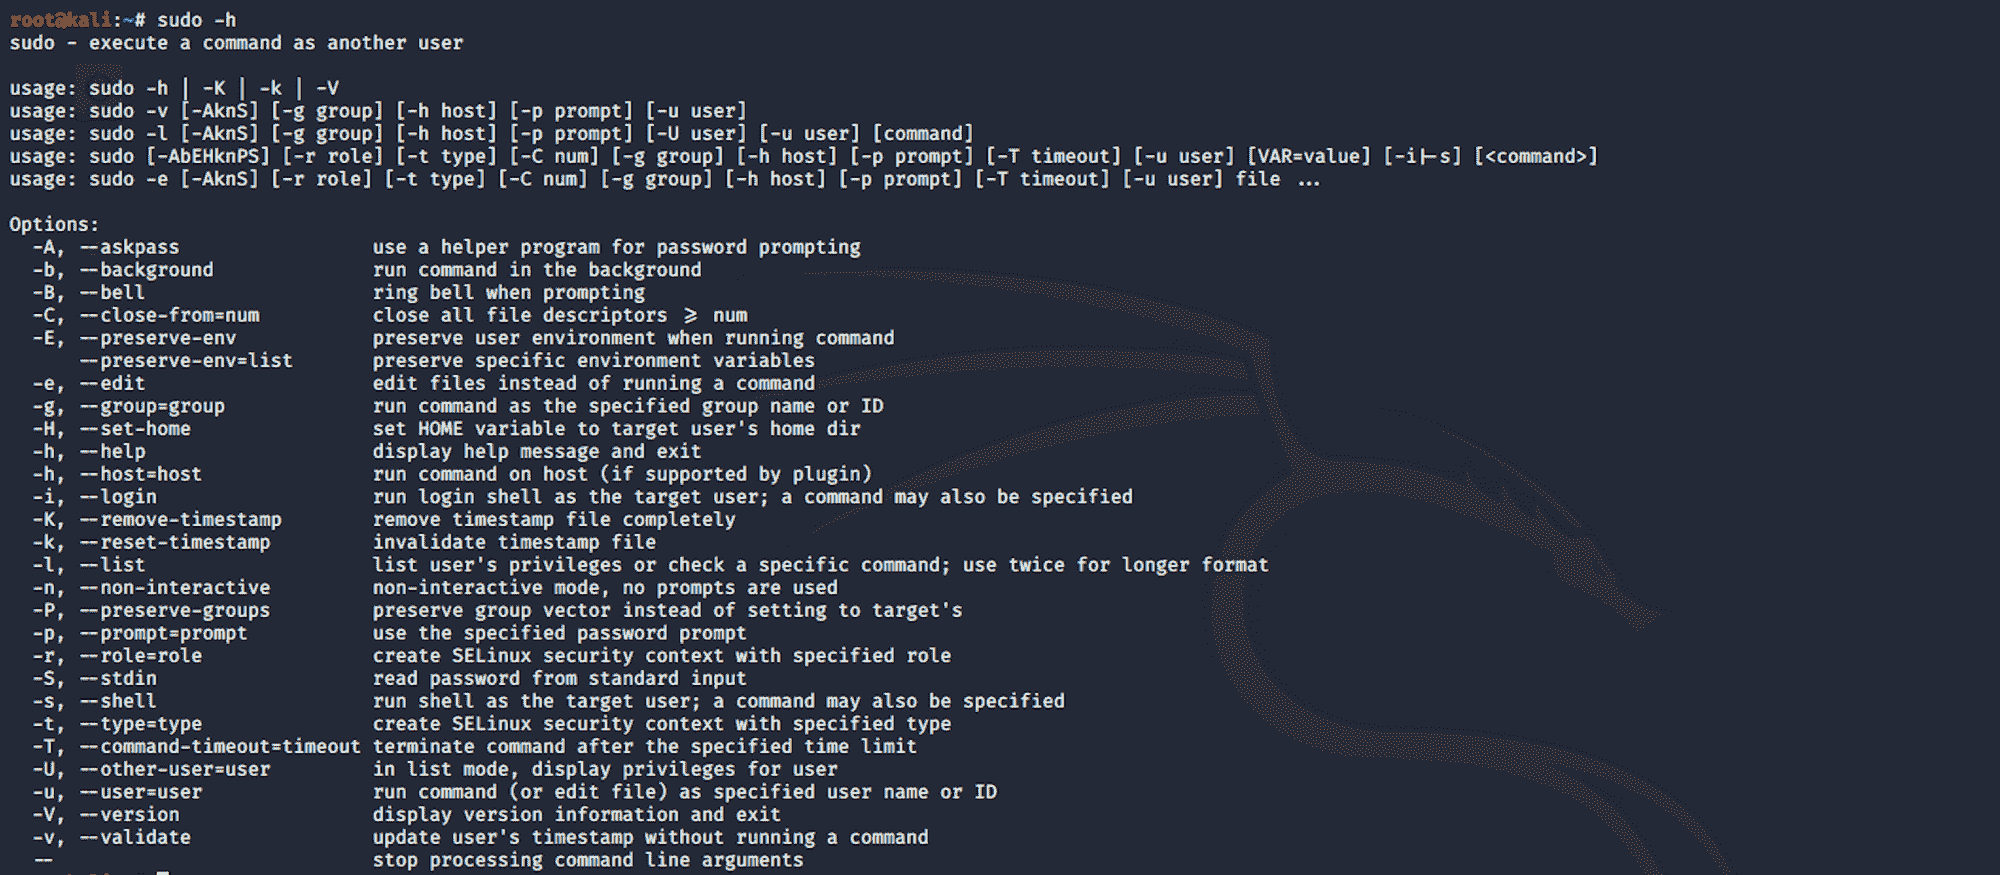 root@kali:~# sudo -h
sudo - execute a command as another user

usage: sudo -h | -K | -k | -V
usage: sudo -v [-AknS] [-g group] [-h host] [-p prompt] [-u user]
usage: sudo -l [-AknS] [-g group] [-h host] [-p prompt] [-U user] [-u user] [command]
usage: sudo [-AbEHknPS] [-r role] [-t type] [-C num] [-g group] [-h host] [-p prompt] [-T timeout] [-u user] [VAR=value] [-i|-s] [<command>]
usage: sudo -e [-AknS] [-r role] [-t type] [-C num] [-g group] [-h host] [-p prompt] [-T timeout] [-u user] file ...

Options:
  -A, --askpass                 use a helper program for password prompting
  -b, --background              run command in the background
  -B, --bell                    ring bell when prompting
  -C, --close-from=num          close all file descriptors >= num
  -E, --preserve-env            preserve user environment when running command
      --preserve-env=list       preserve specific environment variables
  -e, --edit                    edit files instead of running a command
  -g, --group=group             run command as the specified group name or ID
  -H, --set-home                set HOME variable to target user's home dir
  -h, --help                    display help message and exit
  -h, --host=host               run command on host (if supported by plugin)
  -i, --login                   run login shell as the target user; a command may also be specified
  -K, --remove-timestamp        remove timestamp file completely
  -k, --reset-timestamp         invalidate timestamp file
  -l, --list                    list user's privileges or check a specific command; use twice for longer format
  -n, --non-interactive         non-interactive mode, no prompts are used
  -P, --preserve-groups         preserve group vector instead of setting to target's
  -p, --prompt=prompt           use the specified password prompt
  -r, --role=role               create SELinux security context with specified role
  -S, --stdin                   read password from standard input
  -s, --shell                   run shell as the target user; a command may also be specified
  -t, --type=type               create SELinux security context with specified type
  -T, --command-timeout=timeout terminate command after the specified time limit
  -U, --other-user=user         in list mode, display privileges for user
  -u, --user=user               run command (or edit file) as specified user name or ID
  -V, --version                 display version information and exit
  -v, --validate                update user's timestamp without running a command
  --                            stop processing command line arguments